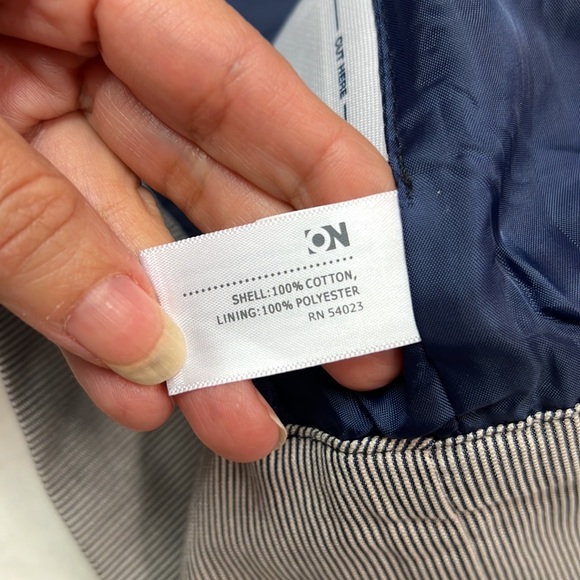 CUT HERE
ON
SHELL:100% COTTON,
LINING:100% POLYESTER
RN 54023